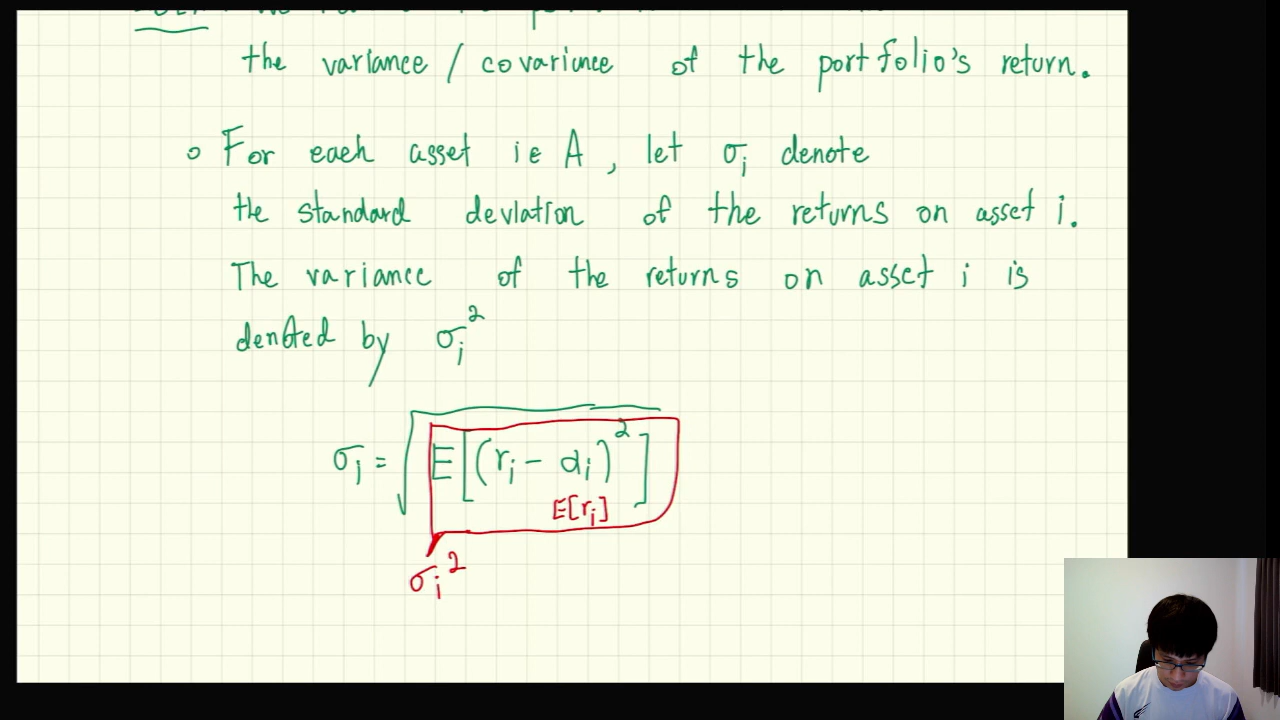 the variance / covariance of the portfolio's return.
For each asset i∈A, let σᵢ denote
the standard deviation of the returns on asset i.
The variance of the returns on asset i is
denoted by σᵢ²
σᵢ = √E[(rᵢ - αᵢ)²]
E[rᵢ]
σᵢ²